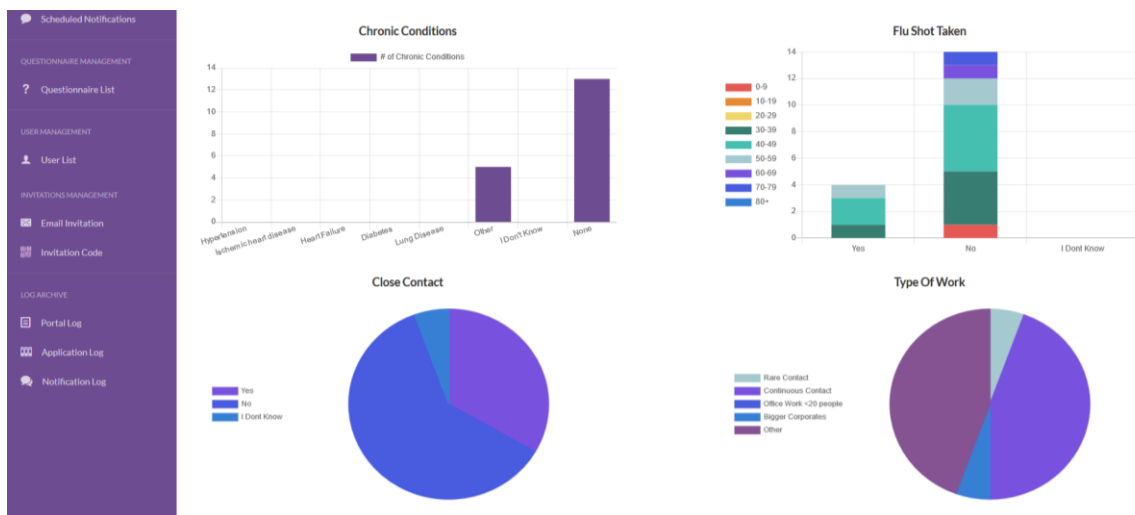 Scheduled Notifications
QUESTIONNAIRE MANAGEMENT
? Questionnaire List
USER MANAGEMENT
User List
INVITATIONS MANAGEMENT
Email Invitation
Invitation Code
LOG ARCHIVE
Portal Log
Application Log
Notification Log
Chronic Conditions
# of Chronic Conditions
14
12
10
8
6
4
2
0
Hypertension
Ischemic heart disease
Heart Failure
Diabetes
Lung Disease
Other
I Don't Know
None
Flu Shot Taken
0-9
10-19
20-29
30-39
40-49
50-59
60-69
70-79
80+
14
12
10
8
6
4
2
0
Yes
No
I Dont Know
Close Contact
Yes
No
I Dont Know
Type Of Work
Rare Contact
Continuous Contact
Office Work <20 people
Bigger Corporates
Other